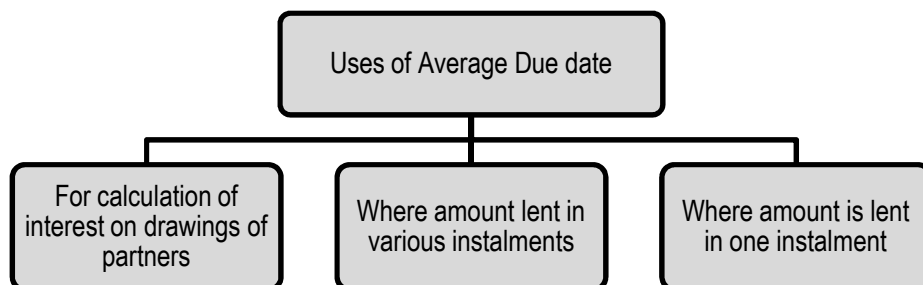 Uses of Average Due date
For calculation of
interest on drawings of
partners
Where amount lent in
various instalments
Where amount is lent
in one instalment